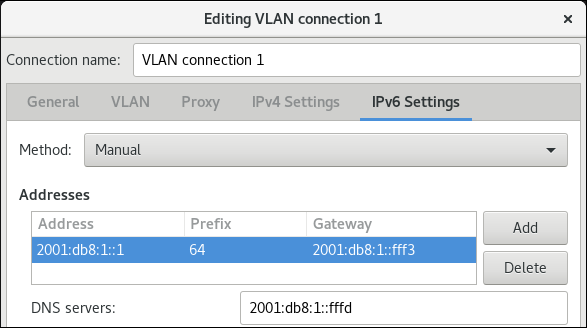 Editing VLAN connection 1 ×
Connection name: VLAN connection 1
General VLAN Proxy IPv4 Settings IPv6 Settings
Method: Manual
Addresses
Address Prefix Gateway
Add
2001:db8:1::1 64 2001:db8:1::fff3
Delete
DNS servers: 2001:db8:1::fffd